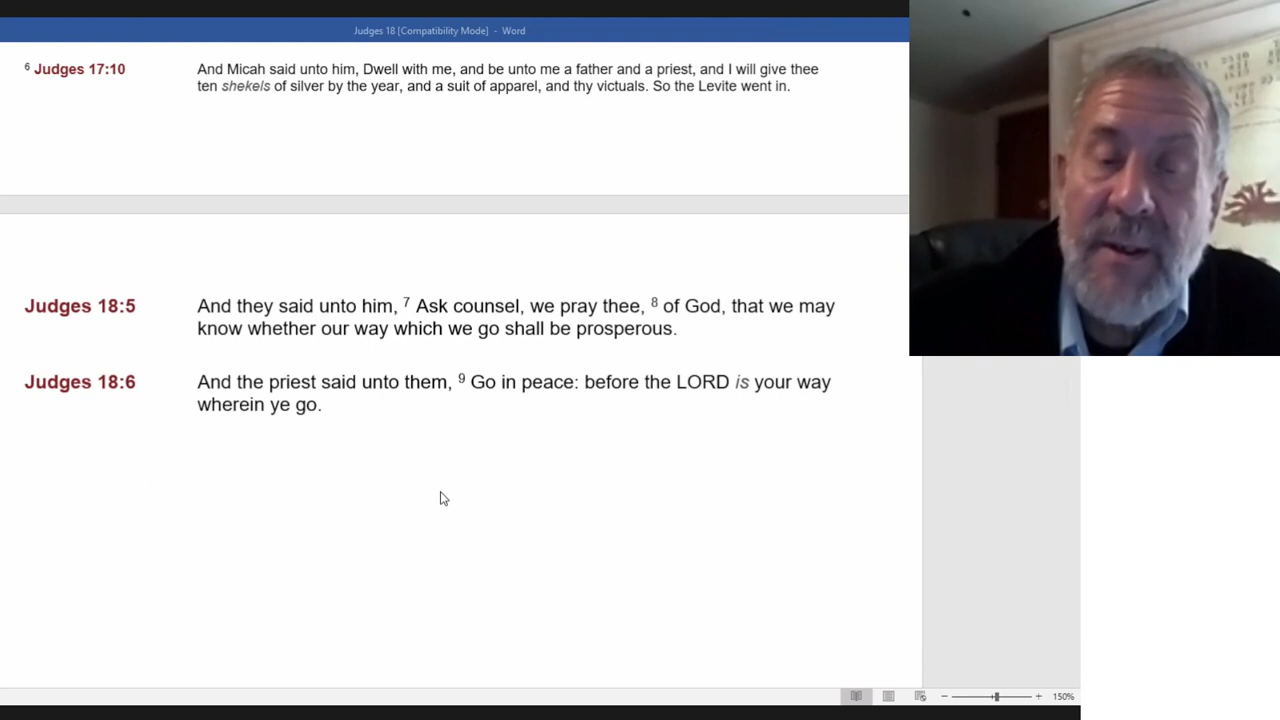 Judges 18 [Compatibility Mode] - Word
6 Judges 17:10 And Micah said unto him, Dwell with me, and be unto me a father and a priest, and I will give thee
ten shekels of silver by the year, and a suit of apparel, and thy victuals. So the Levite went in.
Judges 18:5 And they said unto him, 7 Ask counsel, we pray thee, 8 of God, that we may
know whether our way which we go shall be prosperous.
Judges 18:6 And the priest said unto them, 9 Go in peace: before the LORD is your way
wherein ye go.
150%